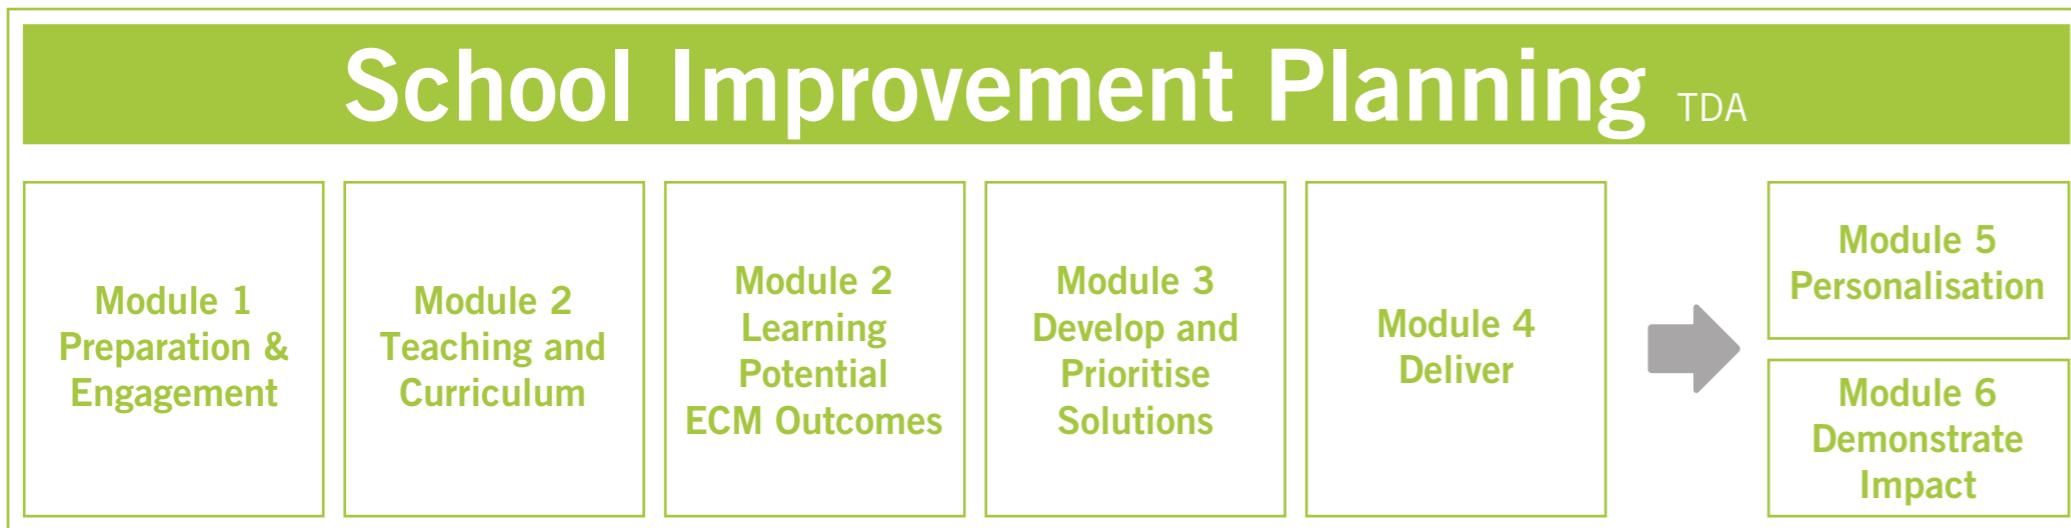 School Improvement Planning TDA
Module 1
Preparation &
Engagement
Module 2
Teaching and
Curriculum
Module 2
Learning
Potential
ECM Outcomes
Module 3
Develop and
Prioritise
Solutions
Module 4
Deliver
Module 5
Personalisation
Module 6
Demonstrate
Impact